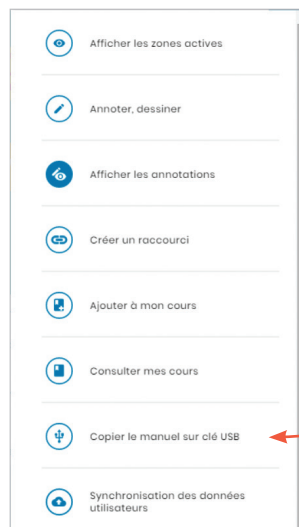 Afficher les zones actives
Annoter, dessiner
Afficher les annotations
Créer un raccourci
Ajouter à mon cours
Consulter mes cours
Copier le manuel sur clé USB
Synchronisation des données
utilisateurs